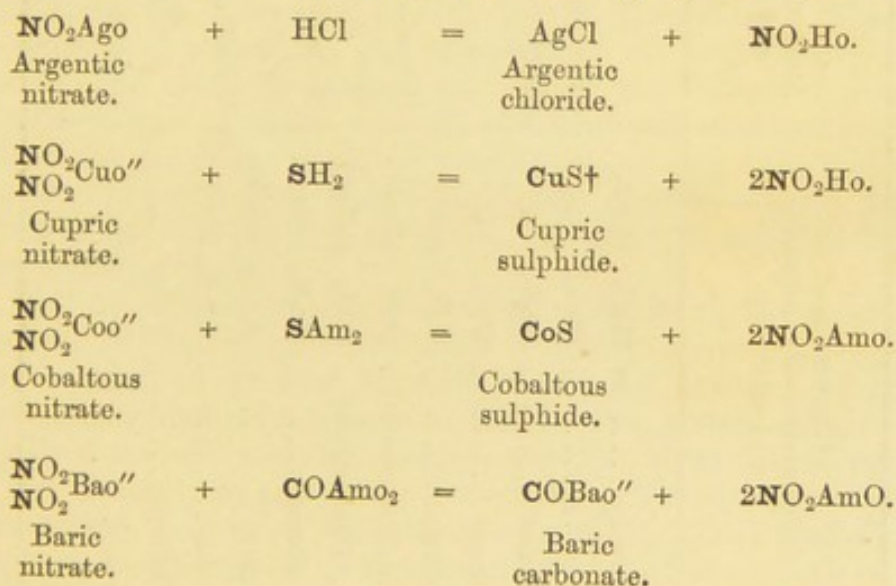 NO₂Ago + HCl = AgCl + NO₂Ho.
Argentic Argentic
nitrate. chloride.
NO₂
NO₂Cuo″ + SH₂ = CuS† + 2NO₂Ho.
Cupric Cupric
nitrate. sulphide.
NO₂
NO₂Coo″ + SAm₂ = CoS + 2NO₂Amo.
Cobaltous Cobaltous
nitrate. sulphide.
NO₂
NO₂Bao″ + COAmo₂ = COBao″ + 2NO₂AmO.
Baric Baric
nitrate. carbonate.